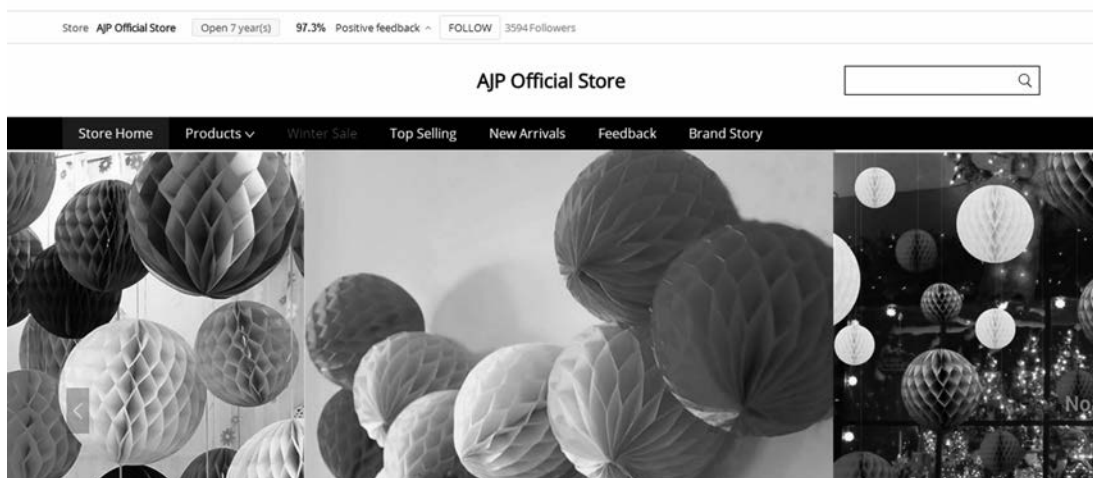 Store AJP Official Store Open 7 year(s) 97.3% Positive feedback FOLLOW 3594 Followers
AJP Official Store
Store Home Products Winter Sale Top Selling New Arrivals Feedback Brand Story
No